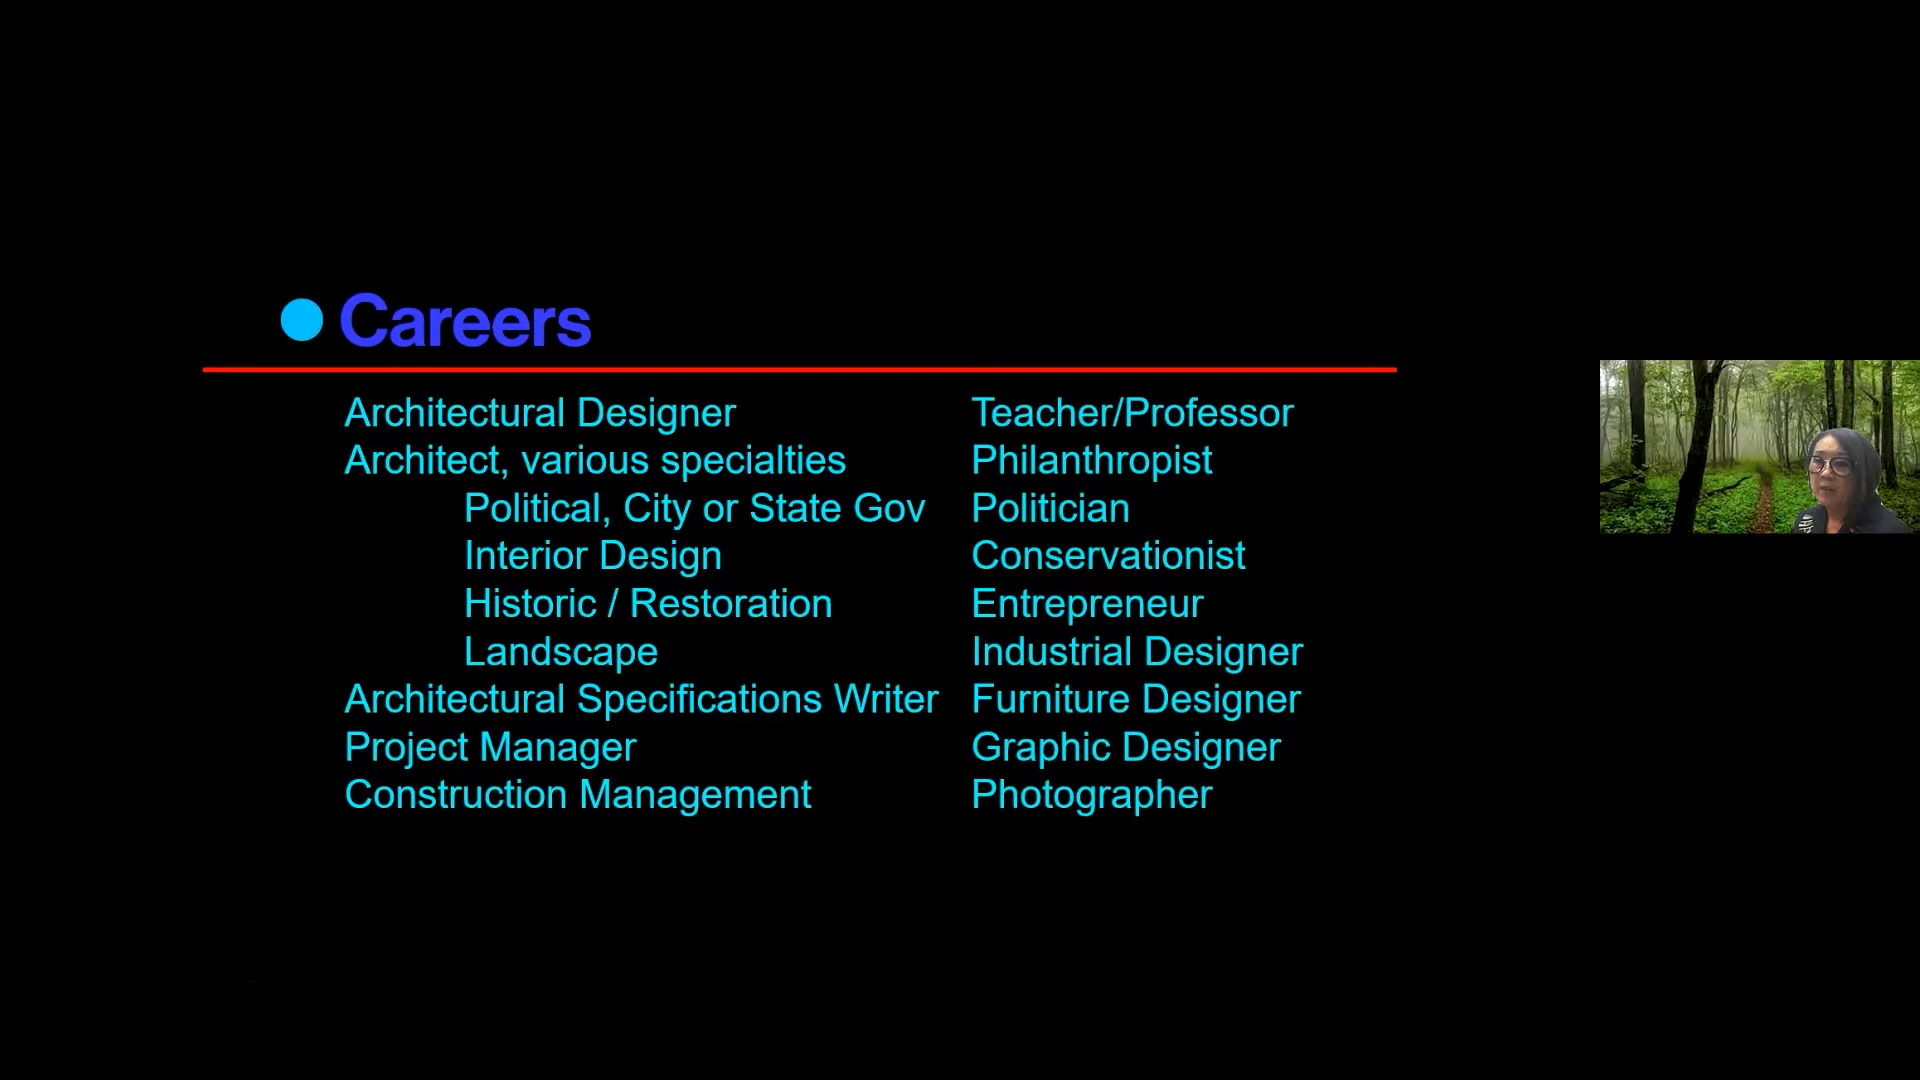 Careers
Architectural Designer
Architect, various specialties
Political, City or State Gov
Interior Design
Historic / Restoration
Landscape
Architectural Specifications Writer
Project Manager
Construction Management
Teacher/Professor
Philanthropist
Politician
Conservationist
Entrepreneur
Industrial Designer
Furniture Designer
Graphic Designer
Photographer